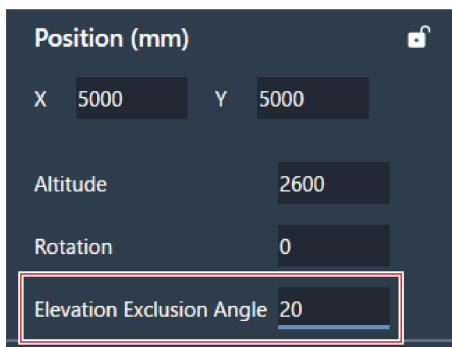 Position (mm)
X 5000 Y 5000
Altitude 2600
Rotation 0
Elevation Exclusion Angle 20